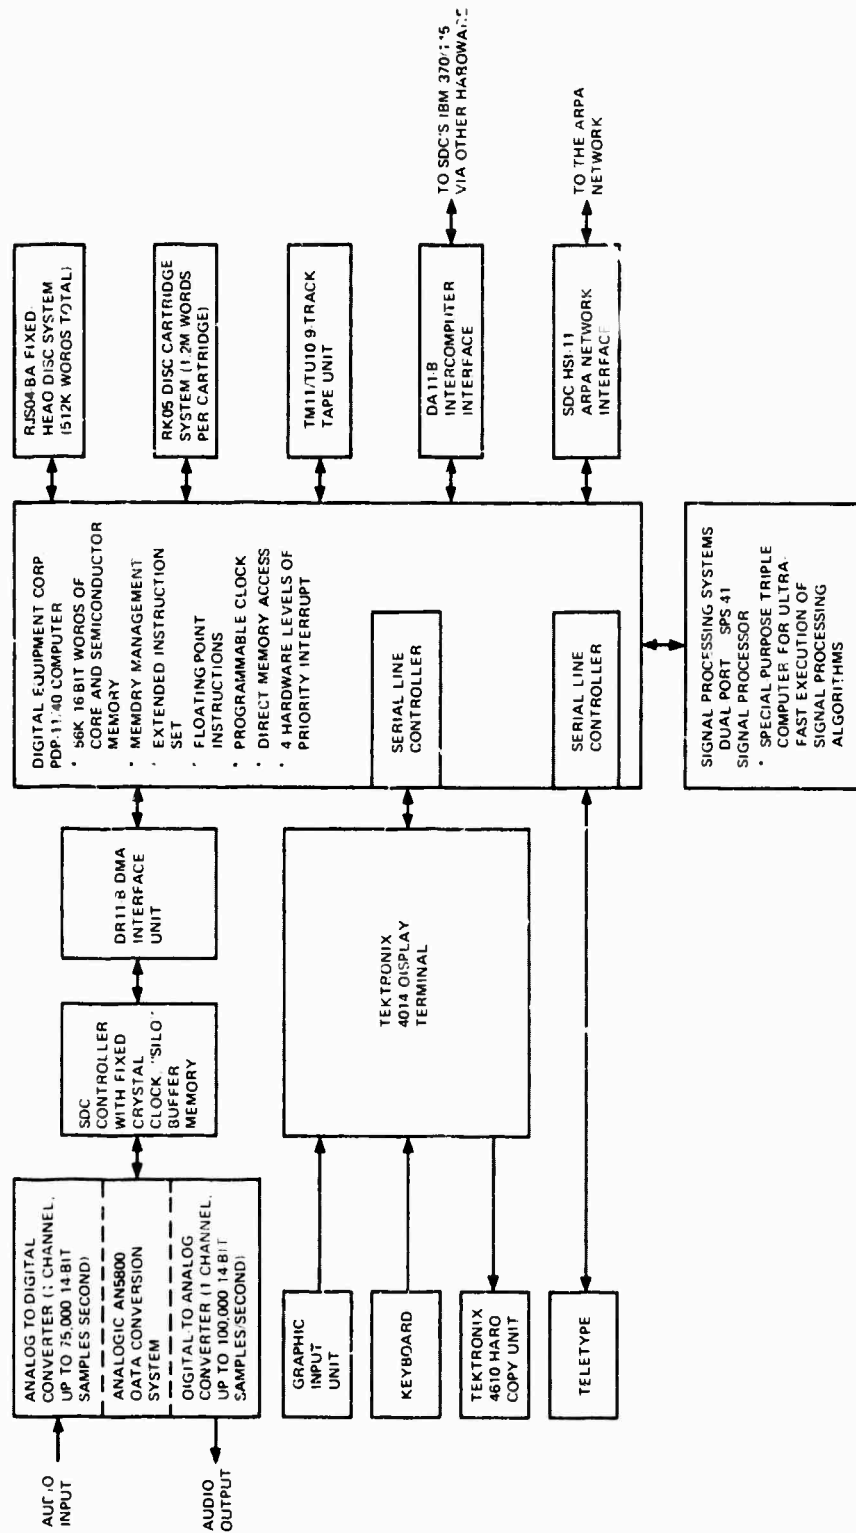 AUDIO
INPUT
AUDIO
OUTPUT
ANALOG TO DIGITAL
CONVERTER (1 CHANNEL,
UP TO 75,000 14-BIT
SAMPLES SECOND)
ANALOGIC AN5800
DATA CONVERSION
SYSTEM
DIGITAL-TO ANALOG
CONVERTER (1 CHANNEL,
UP TO 100,000 14-BIT
SAMPLES/SECOND)
SDC
CONTROLLER
WITH FIXED
CRYSTAL
CLOCK, "SILO"
BUFFER
MEMORY
DR11-B DMA
INTERFACE
UNIT
GRAPHIC
INPUT
UNIT
KEYBOARD
TEKTRONIX
4610 HARO
COPY UNIT
TELETYPE
TEKTRONIX
4014 OISPLAY
TERMINAL
DIGITAL EQUIPMENT CORP
PDP-11/40 COMPUTER
• 56K 16 BIT WORDS OF
CORE AND SEMICONDUCTOR
MEMORY
• MEMORY MANAGEMENT
• EXTENDED INSTRUCTION
SET
• FLOATING POINT
INSTRUCTIONS
• PROGRAMMABLE CLOCK
• DIRECT MEMORY ACCESS
• 4 HARDWARE LEVELS OF
PRIORITY INTERRUPT
SERIAL LINE
CONTROLLER
SERIAL LINE
CONTROLLER
RJS04-BA FIXED-
HEAO DISC SYSTEM
(512K WOROS TOTAL)
RK05 DISC CARTRIDGE
SYSTEM (1.2M WORDS
PER CARTRIDGE)
TM11/TU10 9-TRACK
TAPE UNIT
DA11-B
INTERCOMPUTER
INTERFACE
TO SDC'S IBM
VIA OTHER HAROWARE
SDC HSI-11
ARPA NETWORK
INTERFACE
TO THE ARPA
NETWORK
SIGNAL PROCESSING SYSTEMS
DUAL PORT SPS 41
SIGNAL PROCESSOR
• SPECIAL PURPOSE TRIPLE
COMPUTER FOR ULTRA-
FAST EXECUTION OF
SIGNAL PROCESSING
ALGORITHMS